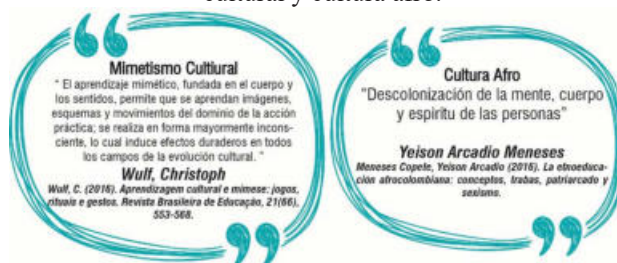 culturas y cultura afro.
Mimetismo Cultiural
" El aprendizaje mimético, fundada en el cuerpo y
los sentidos, permite que se aprendan imágenes,
esquemas y movimientos del dominio de la acción
práctica; se realiza en forma mayormente incons-
ciente, lo cual induce efectos duraderos en todos
los campos de la evolución cultural. "
Wulf, Christoph
Wulf, C. (2016). Aprendizagem cultural e mimese: jogos,
rituais e gestos. Revista Brasileira de Educação, 21(66),
553-568.
Cultura Afro
"Descolonización de la mente, cuerpo
y espiritu de las personas"
Yeison Arcadio Meneses
Meneses Copete, Yeison Arcadio (2016). La etnoeduca-
ción afrocolombiana: conceptos, trabas, patriarcado y
sexismo.